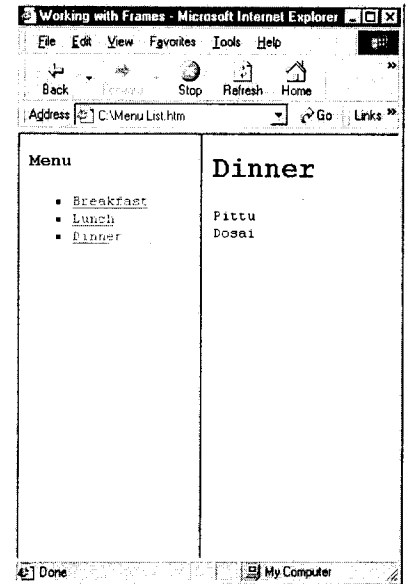 Working with Frames - Microsoft Internet Explorer
File Edit View Favorites Tools Help
Back Forward Stop Refresh Home »
Address C:\Menu List.htm Go Links »
Menu
Breakfast
Lunch
Dinner
Dinner
Pittu
Dosai
Done My Computer